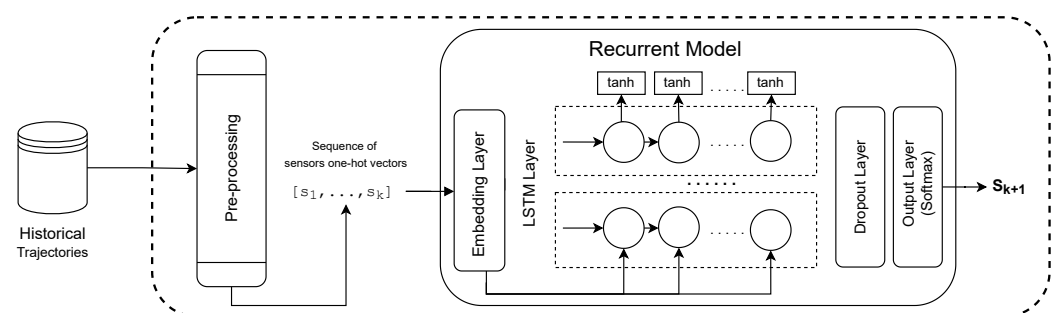 Recurrent Model
tanh
tanh
.....
tanh
Historical
Trajectories
Pre-processing
Sequence of
sensors one-hot vectors
[s1,...,sk]
Embedding Layer
LSTM Layer
.....
......
.....
Dropout Layer
Output Layer
(Softmax)
Sk+1